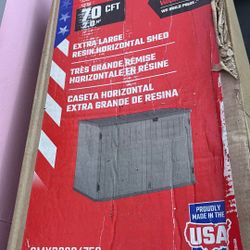 70 CFT
EXTRA LARGE
RESIN HORIZONTAL SHED
TRÈS GRANDE REMISE
HORIZONTALE EN RÉSINE
CASETA HORIZONTAL
EXTRA GRANDE DE RESINA
PROUDLY
MADE IN THE
USA